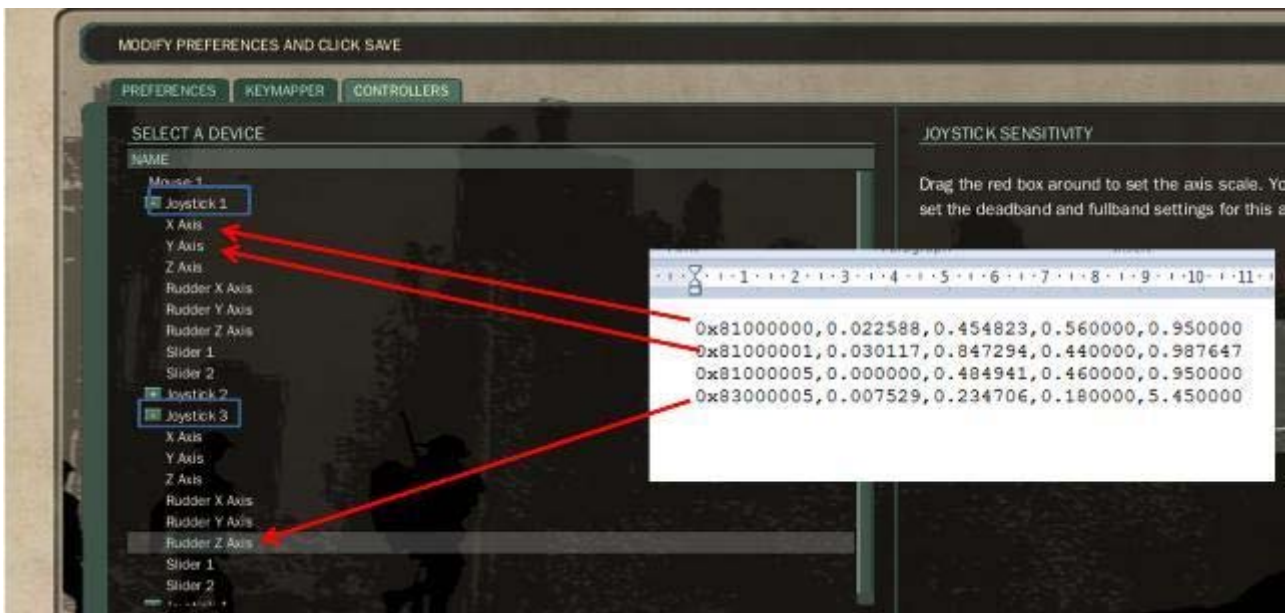 MODIFY PREFERENCES AND CLICK SAVE
PREFERENCES KEYMAPPER CONTROLLERS
SELECT A DEVICE
NAME
Mouse 1
Joystick 1
X Axis
Y Axis
Z Axis
Rudder X Axis
Rudder Y Axis
Rudder Z Axis
Slider 1
Slider 2
Joystick 2
Joystick 3
X Axis
Y Axis
Z Axis
Rudder X Axis
Rudder Y Axis
Rudder Z Axis
Slider 1
Slider 2
JOYSTICK SENSITIVITY
Drag the red box around to set the axis scale. Yo
set the deadband and fullband settings for this a
1 2 3 4 5 6 7 8 9 10 11
0x81000000,0.022588,0.454823,0.560000,0.950000
0x81000001,0.030117,0.847294,0.440000,0.987647
0x81000005,0.000000,0.484941,0.460000,0.950000
0x83000005,0.007529,0.234706,0.180000,5.450000